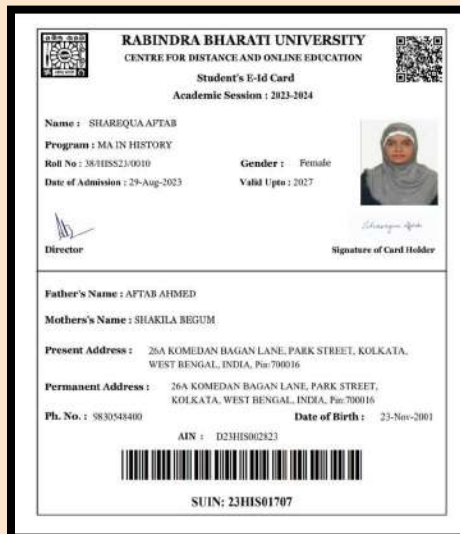 RABINDRA BHARATI UNIVERSITY
CENTRE FOR DISTANCE AND ONLINE EDUCATION
Student's E-Id Card
Academic Session : 2023-2024
Name : SHAREQUA AFTAB
Program : MA IN HISTORY
Roll No : 38/HISS23/0010 Gender : Female
Date of Admission : 29-Aug-2023 Valid Upto : 2027
Director Signature of Card Holder
Father's Name : AFTAB AHMED
Mothers's Name : SHAKILA BEGUM
Present Address : 26A KOMEDAN BAGAN LANE, PARK STREET, KOLKATA,
WEST BENGAL, INDIA, Pin:700016
Permanent Address : 26A KOMEDAN BAGAN LANE, PARK STREET,
KOLKATA, WEST BENGAL, INDIA, Pin:700016
Ph. No. : 9830548400 Date of Birth : 23-Nov-2001
AIN : D23HIS002823
SUIN: 23HIS01707